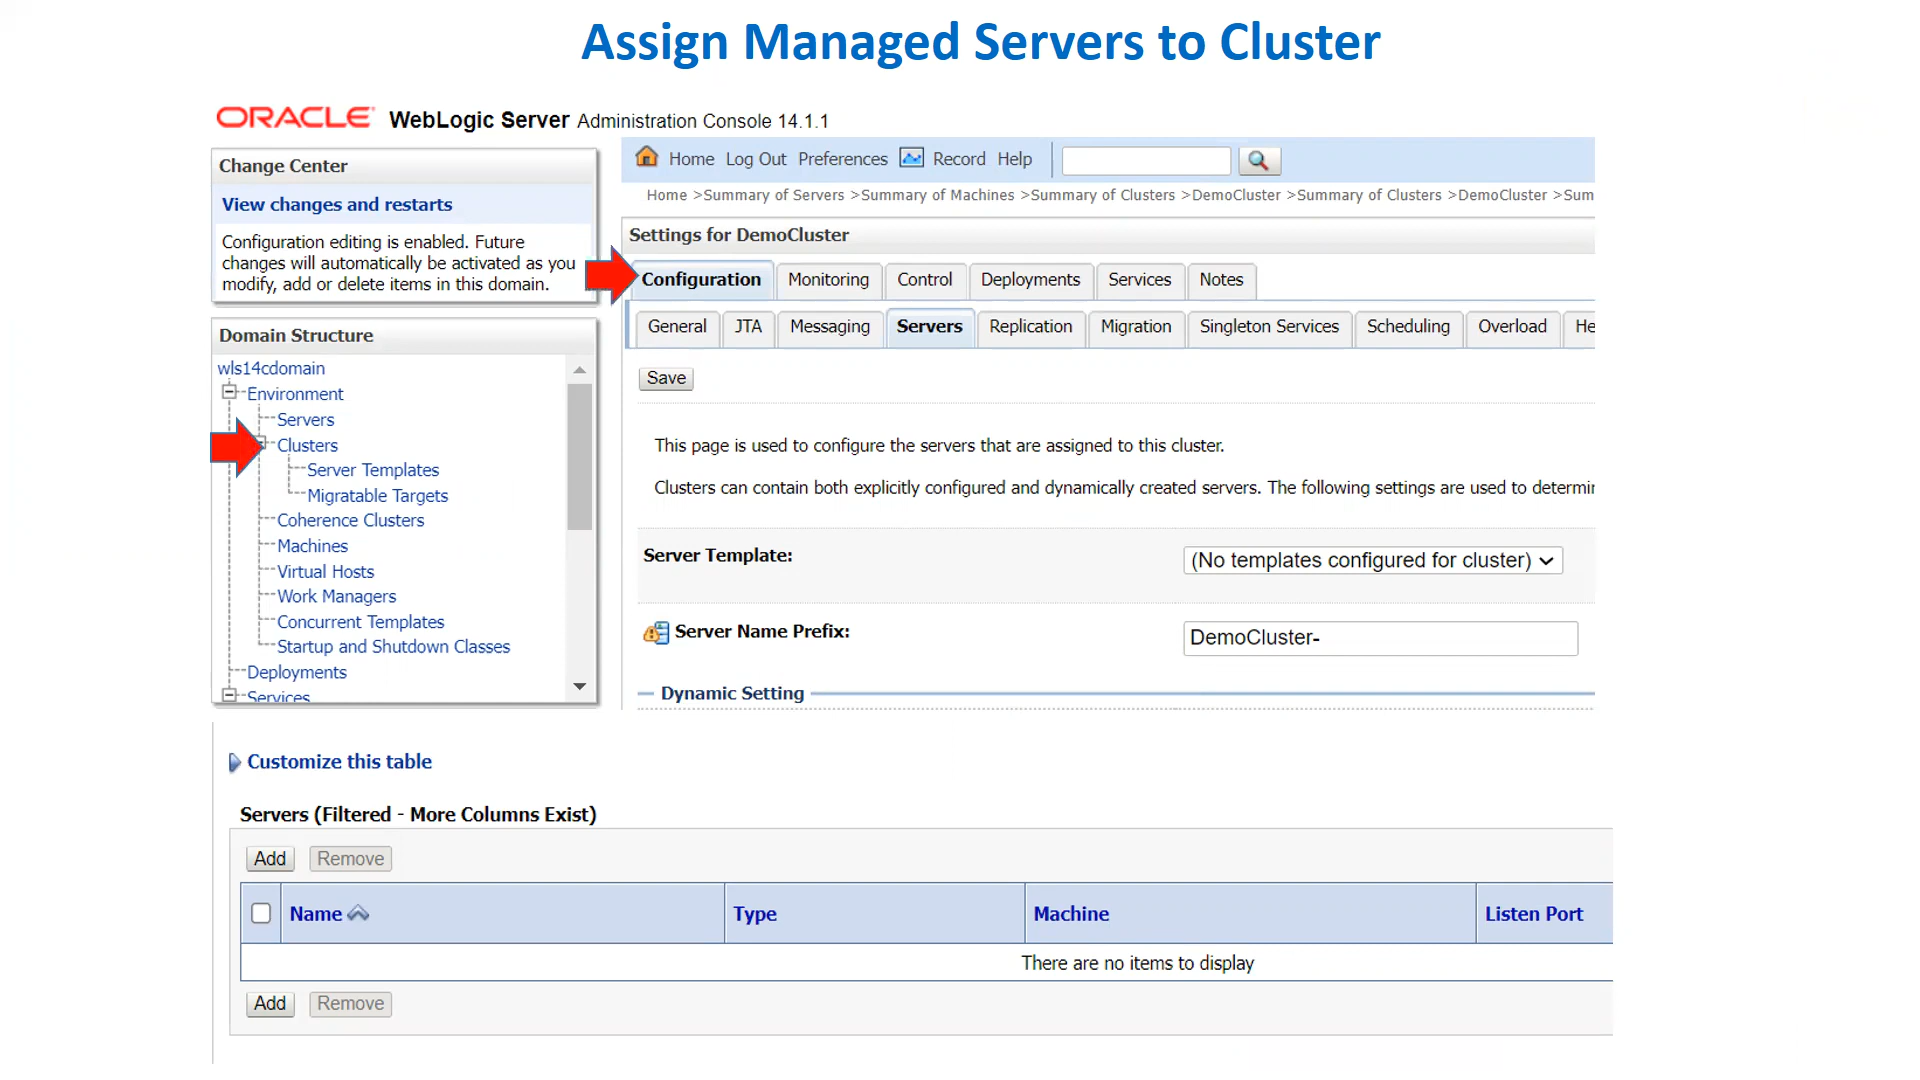 Assign Managed Servers to Cluster
ORACLE WebLogic Server Administration Console 14.1.1
Change Center
View changes and restarts
Configuration editing is enabled. Future
changes will automatically be activated as you
modify, add or delete items in this domain.
Domain Structure
wls14cdomain
Environment
Servers
Clusters
Server Templates
Migratable Targets
Coherence Clusters
Machines
Virtual Hosts
Work Managers
Concurrent Templates
Startup and Shutdown Classes
Deployments
Services
Home Log Out Preferences Record Help
Home >Summary of Servers >Summary of Machines >Summary of Clusters >DemoCluster >Summary of Clusters >DemoCluster >Sum
Settings for DemoCluster
Configuration Monitoring Control Deployments Services Notes
General JTA Messaging Servers Replication Migration Singleton Services Scheduling Overload He
Save
This page is used to configure the servers that are assigned to this cluster.
Clusters can contain both explicitly configured and dynamically created servers. The following settings are used to determi
Server Template: (No templates configured for cluster)
Server Name Prefix: DemoCluster-
Dynamic Setting
Customize this table
Servers (Filtered - More Columns Exist)
Add Remove
Name Type Machine Listen Port
There are no items to display
Add Remove